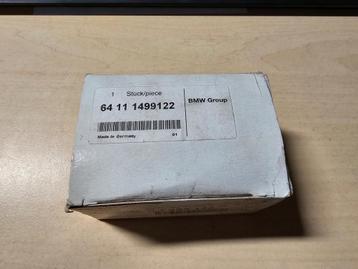 1 Stück/piece
64 11 1499122
BMW Group
Made in Germany 01